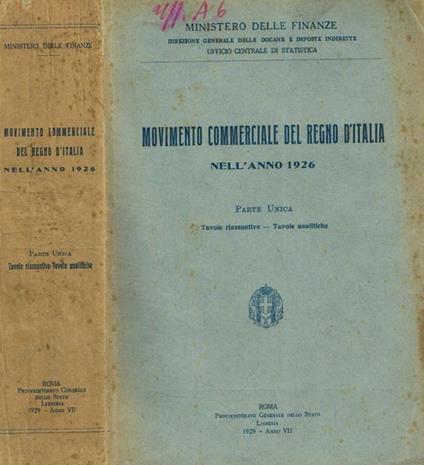 MINISTERO DELLE FINANZE
MOVIMENTO COMMERCIALE
DEL REGNO D'ITALIA
NELL'ANNO 1926
PARTE UNICA
Tavole riassuntive-Tavole analitiche
ROMA
PROVVEDITORATO GENERALE
DELLO STATO
LIBRERIA
1929 - ANNO VII
A. 6
MINISTERO DELLE FINANZE
DIREZIONE GENERALE DELLE DOGANE E IMPOSTE INDIRETTE
UFFICIO CENTRALE DI STATISTICA
MOVIMENTO COMMERCIALE DEL REGNO D'ITALIA
NELL'ANNO 1926
PARTE UNICA
Tavole riassuntive — Tavole analitiche
ROMA
PROVVEDITORATO GENERALE DELLO STATO
LIBRERIA
1929 - ANNO VII